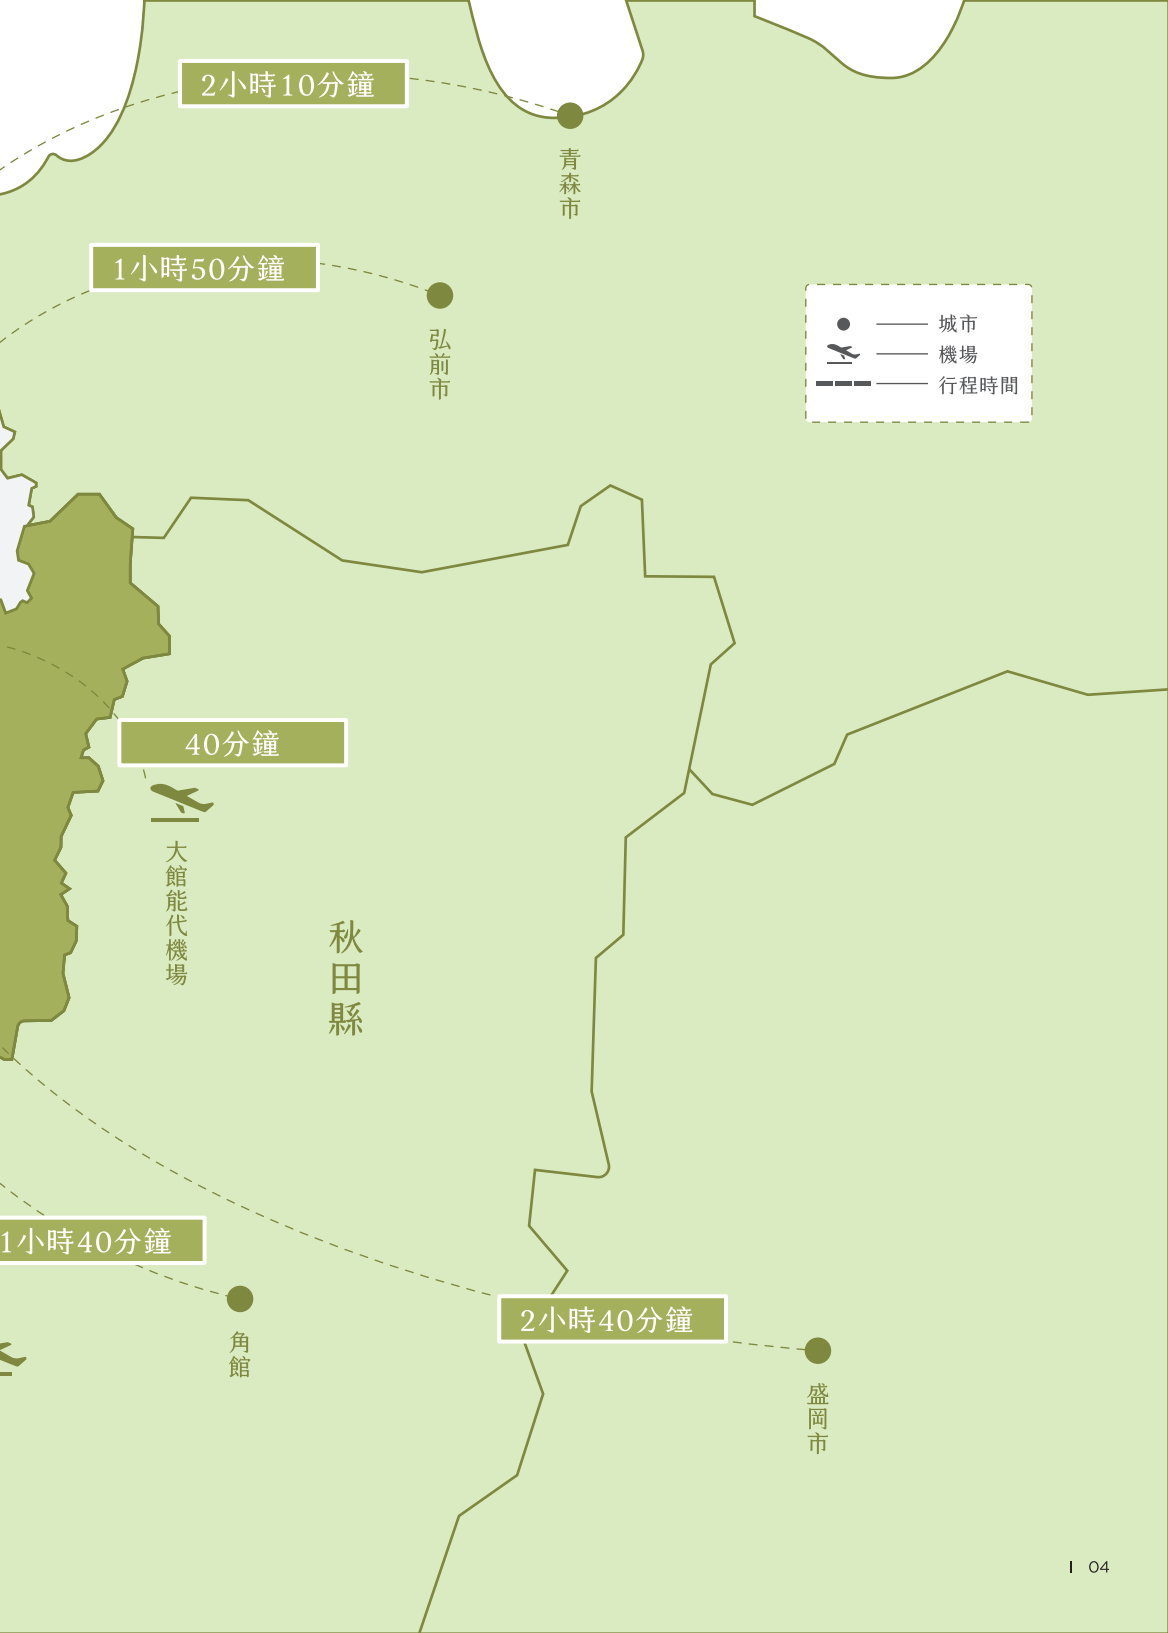 2小時10分鐘
青森市
1小時50分鐘
弘前市
城市
機場
行程時間
40分鐘
大館能代機場
秋田縣
1小時40分鐘
角館
2小時40分鐘
盛岡市
04